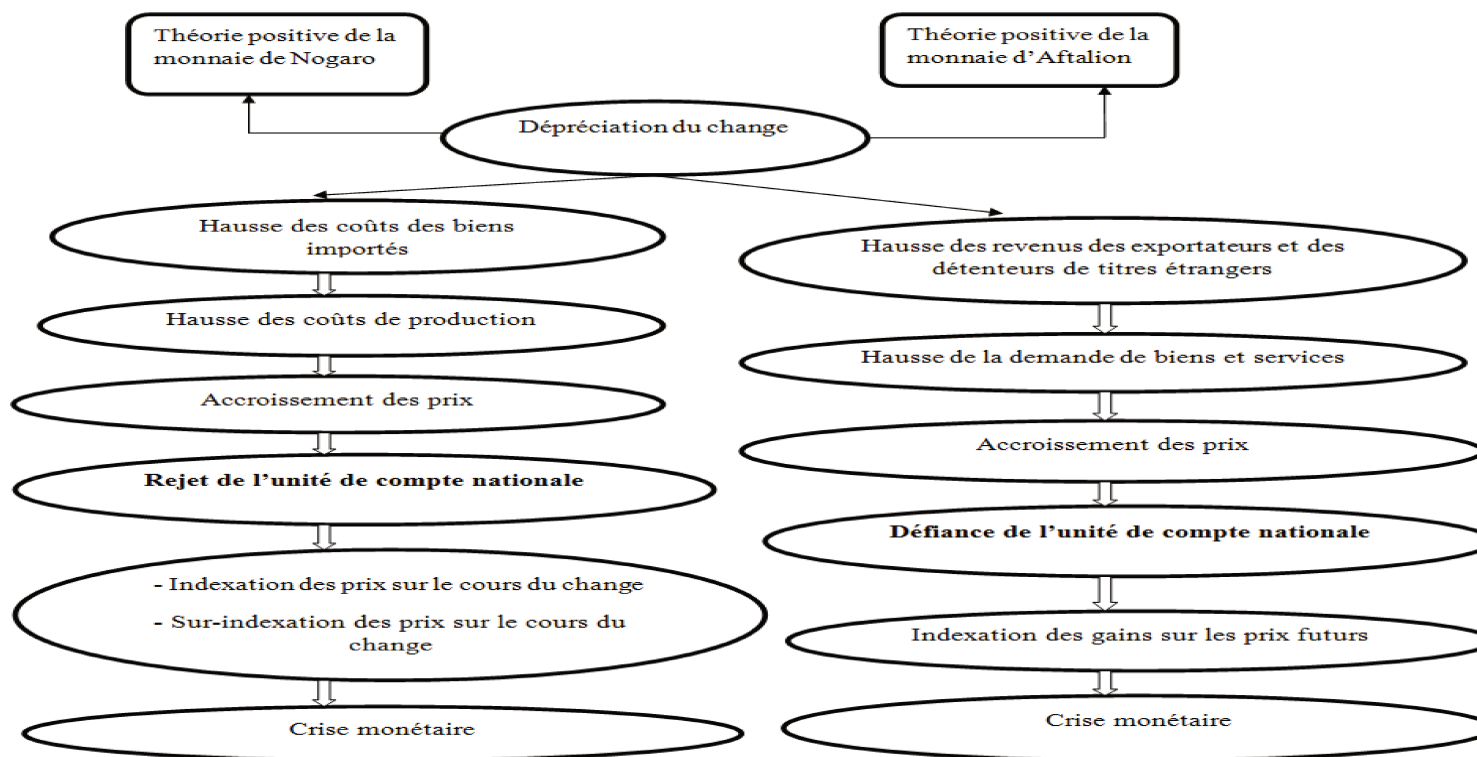 Théorie positive de la
monnaie de Nogaro
Théorie positive de la
monnaie d'Aftalion
Dépréciation du change
Hausse des coûts des biens
importés
Hausse des coûts de production
Accroissement des prix
Rejet de l'unité de compte nationale
- Indexation des prix sur le cours du change
- Sur-indexation des prix sur le cours du
change
Crise monétaire
Hausse des revenus des exportateurs et des
détenteurs de titres étrangers
Hausse de la demande de biens et services
Accroissement des prix
Défiance de l'unité de compte nationale
Indexation des gains sur les prix futurs
Crise monétaire